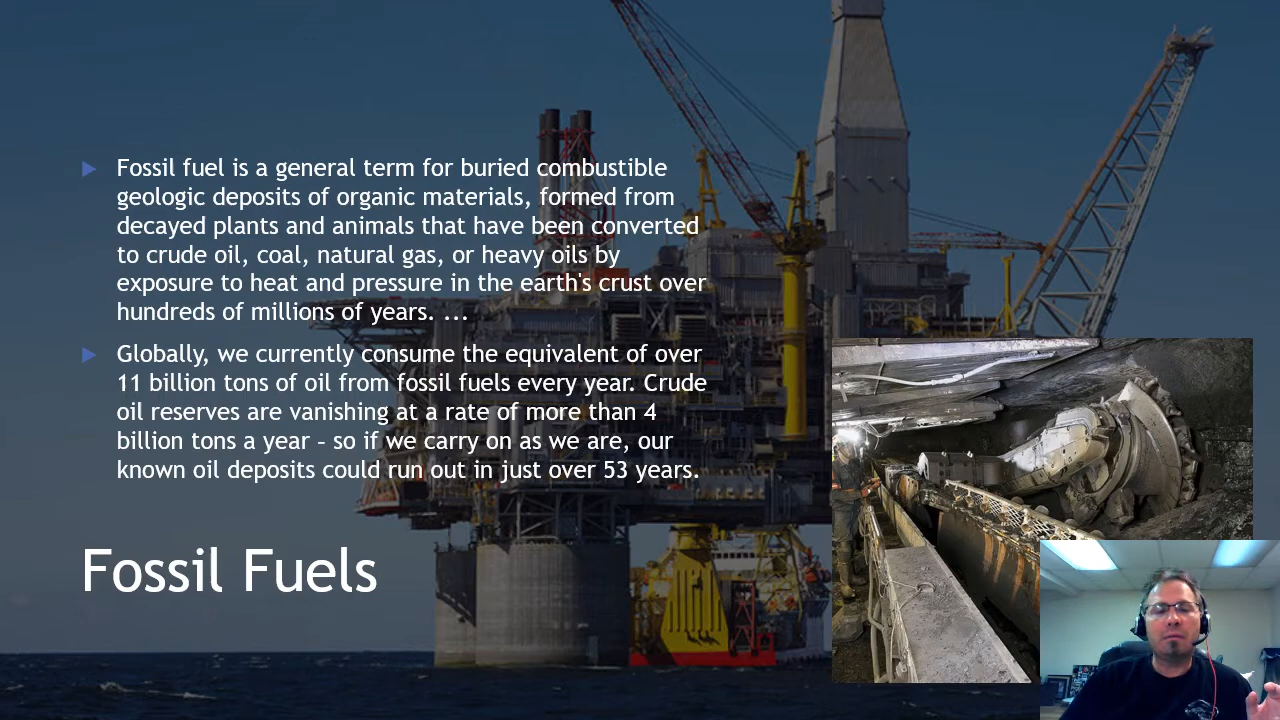 Fossil fuel is a general term for buried combustible
geologic deposits of organic materials, formed from
decayed plants and animals that have been converted
to crude oil, coal, natural gas, or heavy oils by
exposure to heat and pressure in the earth's crust over
hundreds of millions of years. ...
Globally, we currently consume the equivalent of over
11 billion tons of oil from fossil fuels every year. Crude
oil reserves are vanishing at a rate of more than 4
billion tons a year – so if we carry on as we are, our
known oil deposits could run out in just over 53 years.
Fossil Fuels